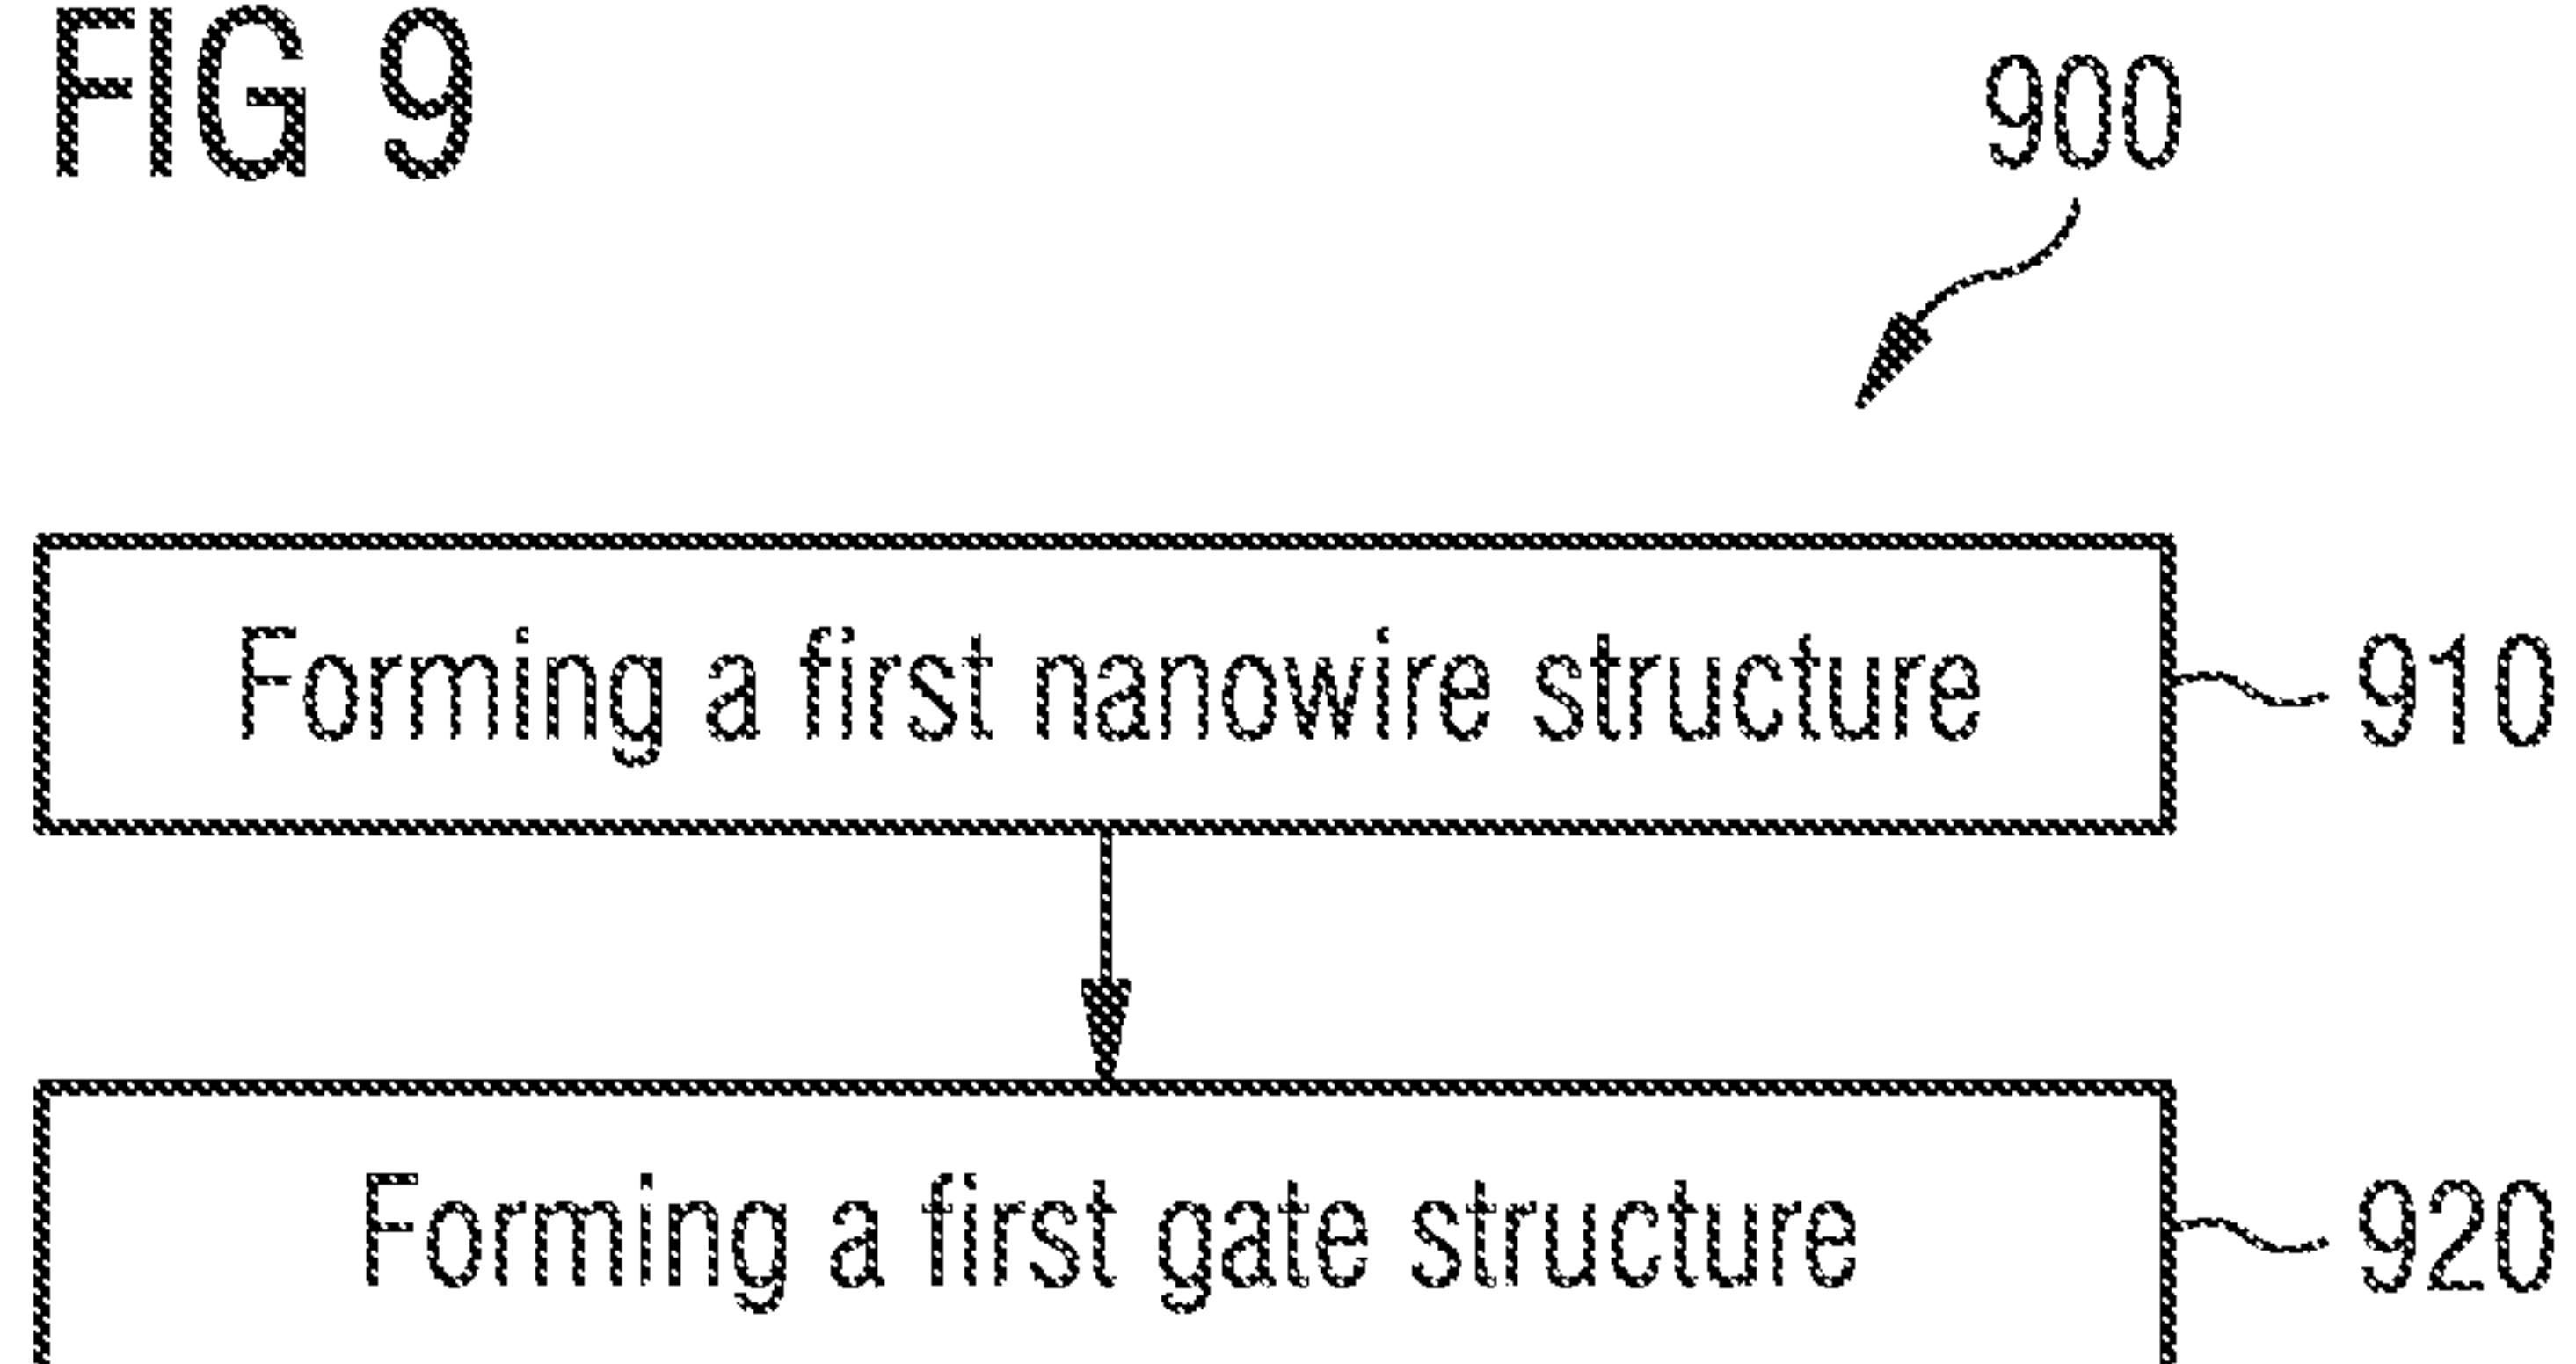 FIG 9
900
Forming a first nanowire structure
910
Forming a first gate structure
920